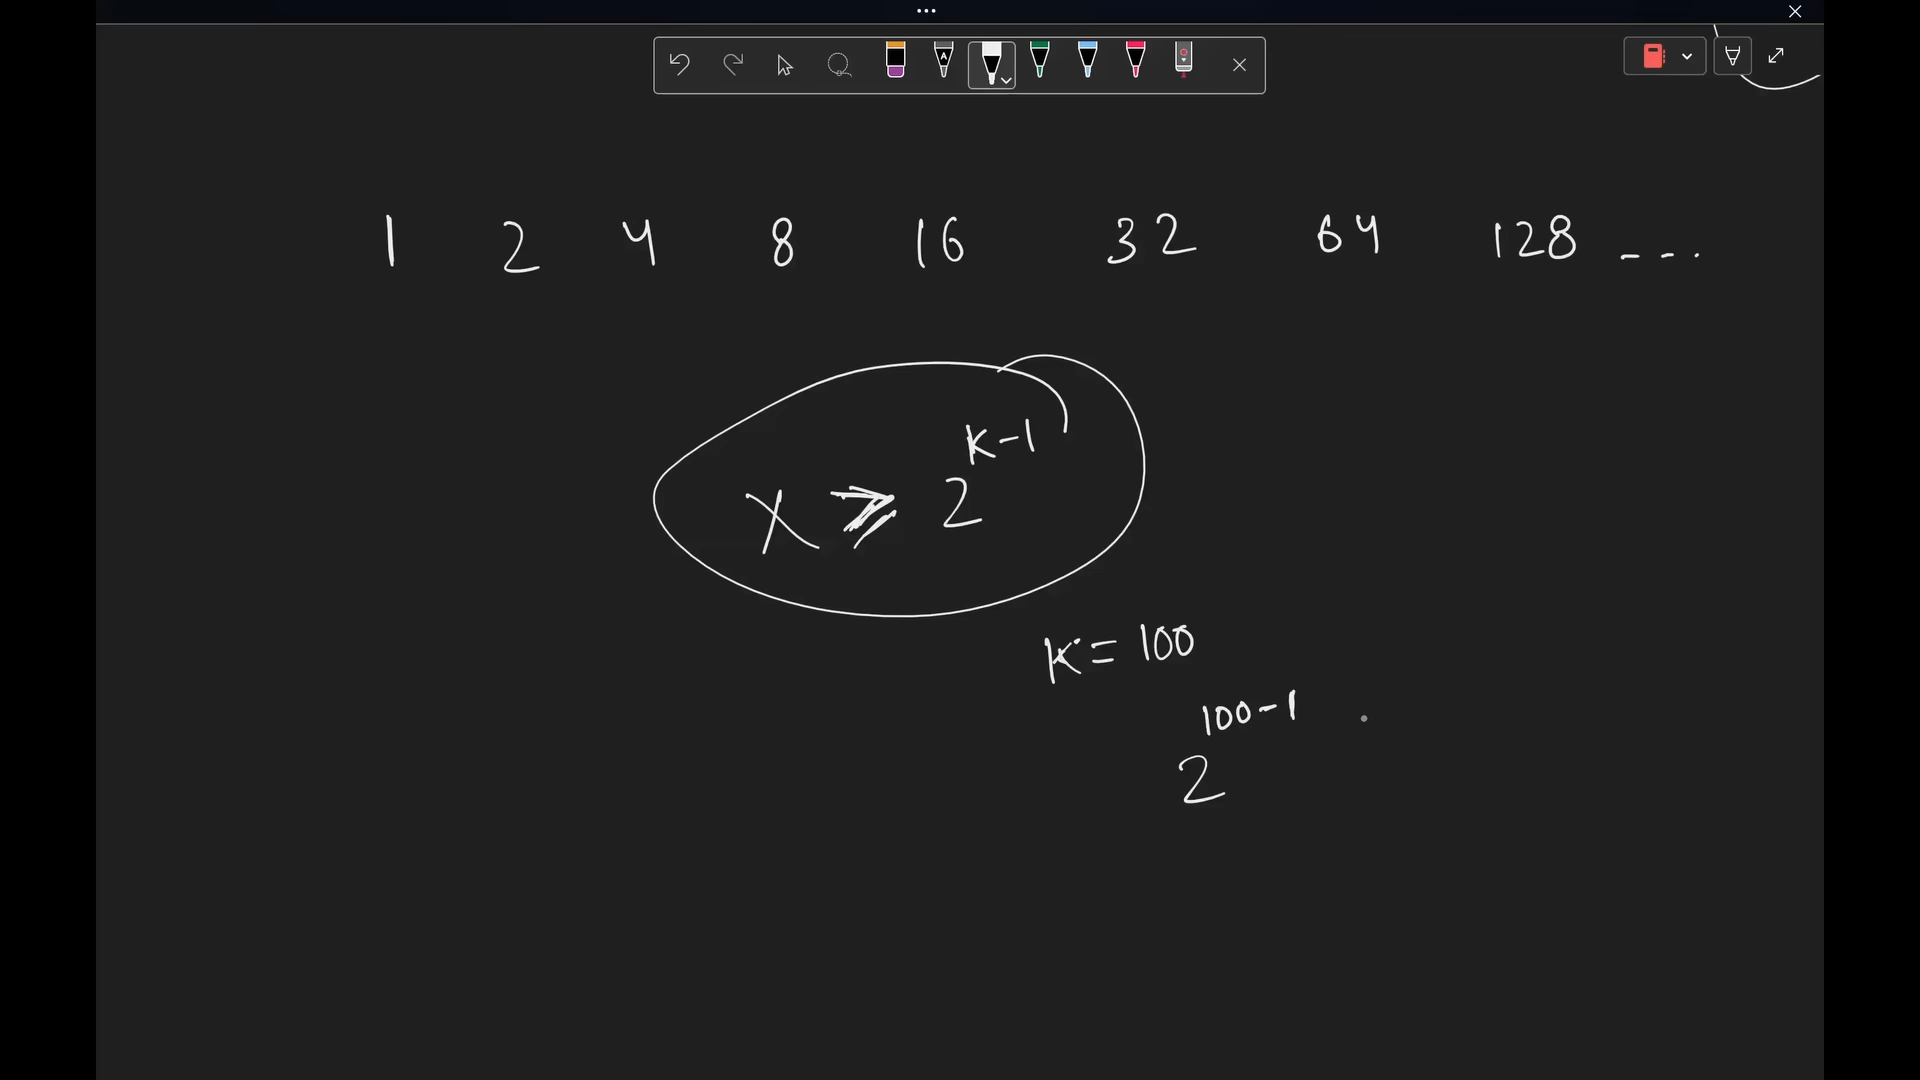 1 2 4 8 16 32 64 128 ---
X ⩾ 2^{K-1}
K = 100
2^{100-1}